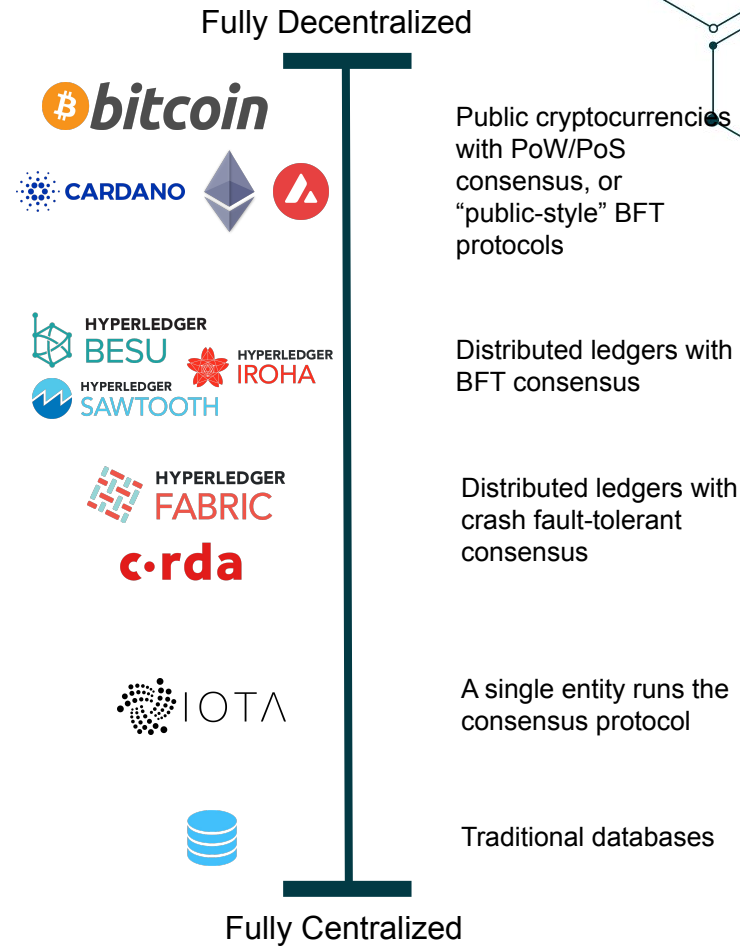 Fully Decentralized
bitcoin
CARDANO
Public cryptocurrencies
with PoW/PoS
consensus, or
“public-style” BFT
protocols
HYPERLEDGER
BESU
HYPERLEDGER
IROHA
HYPERLEDGER
SAWTOOTH
Distributed ledgers with
BFT consensus
HYPERLEDGER
FABRIC
c·rda
Distributed ledgers with
crash fault-tolerant
consensus
IOTA
A single entity runs the
consensus protocol
Traditional databases
Fully Centralized